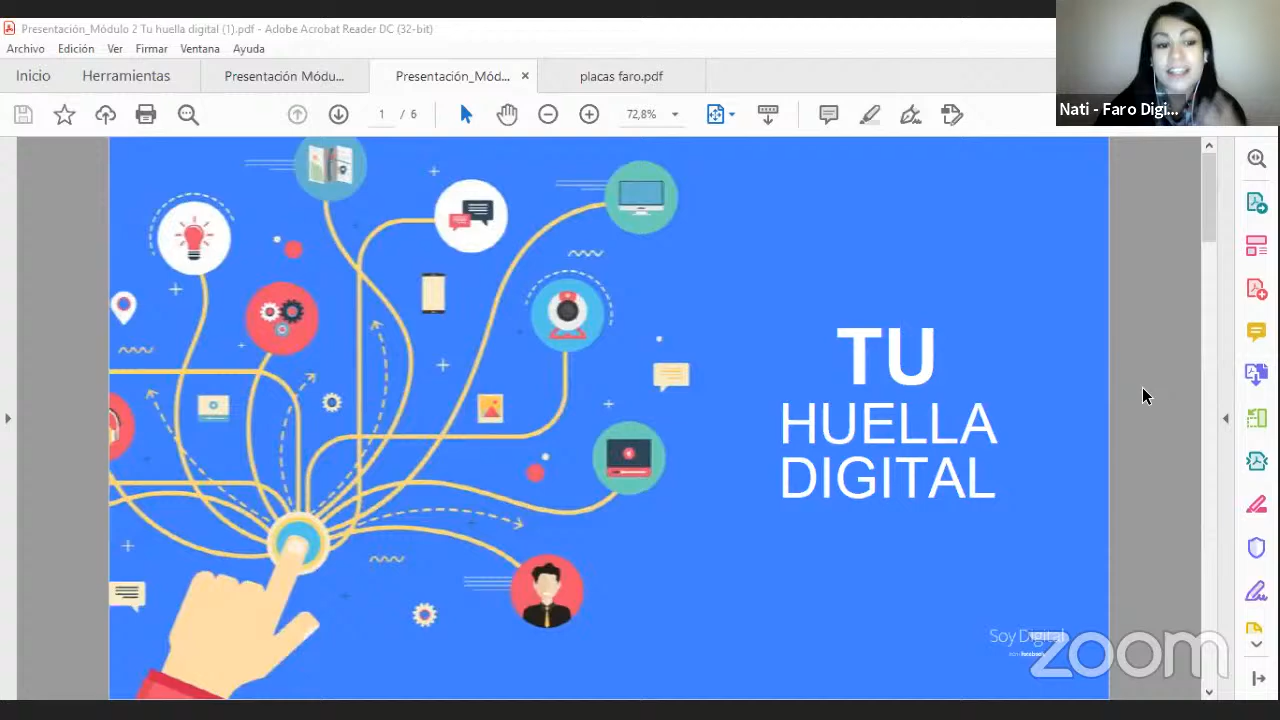 Presentación_Módulo 2 Tu huella digital (1).pdf - Adobe Acrobat Reader DC (32-bit)
Archivo Edición Ver Firmar Ventana Ayuda
Inicio Herramientas Presentación Módu... Presentación_Mód... × placas faro.pdf
1 / 6 72,8%
Nati - Faro Digi...
TU
HUELLA
DIGITAL
Soy Digital
zoom